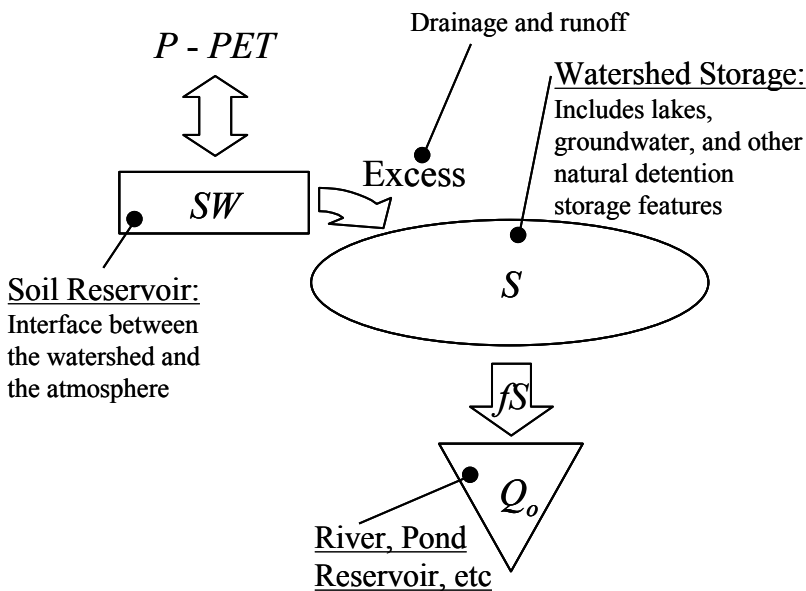 Drainage and runoff
P - PET
Watershed Storage:
Includes lakes,
groundwater, and other
natural detention
storage features
Excess
SW
S
Soil Reservoir:
Interface between
the watershed and
the atmosphere
fS
Qo
River, Pond
Reservoir, etc